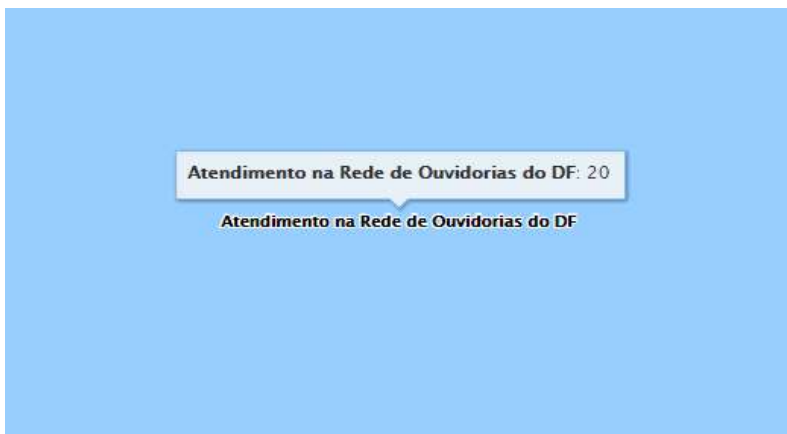 Atendimento na Rede de Ouvidorias do DF: 20
Atendimento na Rede de Ouvidorias do DF